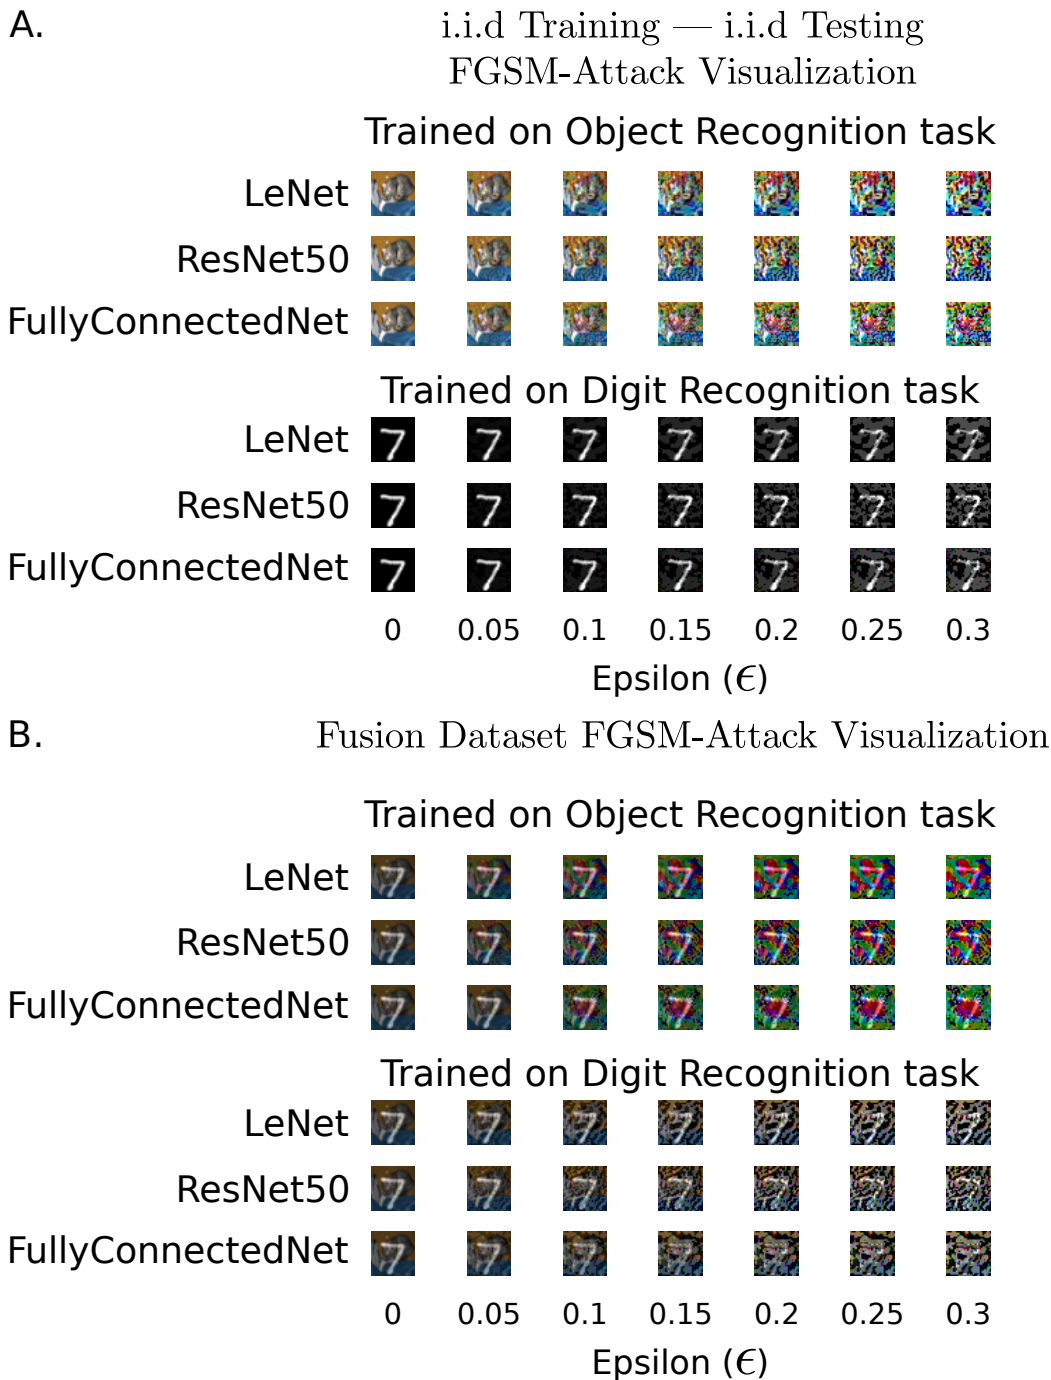 A.
i.i.d Training — i.i.d Testing
FGSM-Attack Visualization
Trained on Object Recognition task
LeNet
ResNet50
FullyConnectedNet
Trained on Digit Recognition task
LeNet
ResNet50
FullyConnectedNet
0 0.05 0.1 0.15 0.2 0.25 0.3
Epsilon (ϵ)
B.
Fusion Dataset FGSM-Attack Visualization
Trained on Object Recognition task
LeNet
ResNet50
FullyConnectedNet
Trained on Digit Recognition task
LeNet
ResNet50
FullyConnectedNet
0 0.05 0.1 0.15 0.2 0.25 0.3
Epsilon (ϵ)